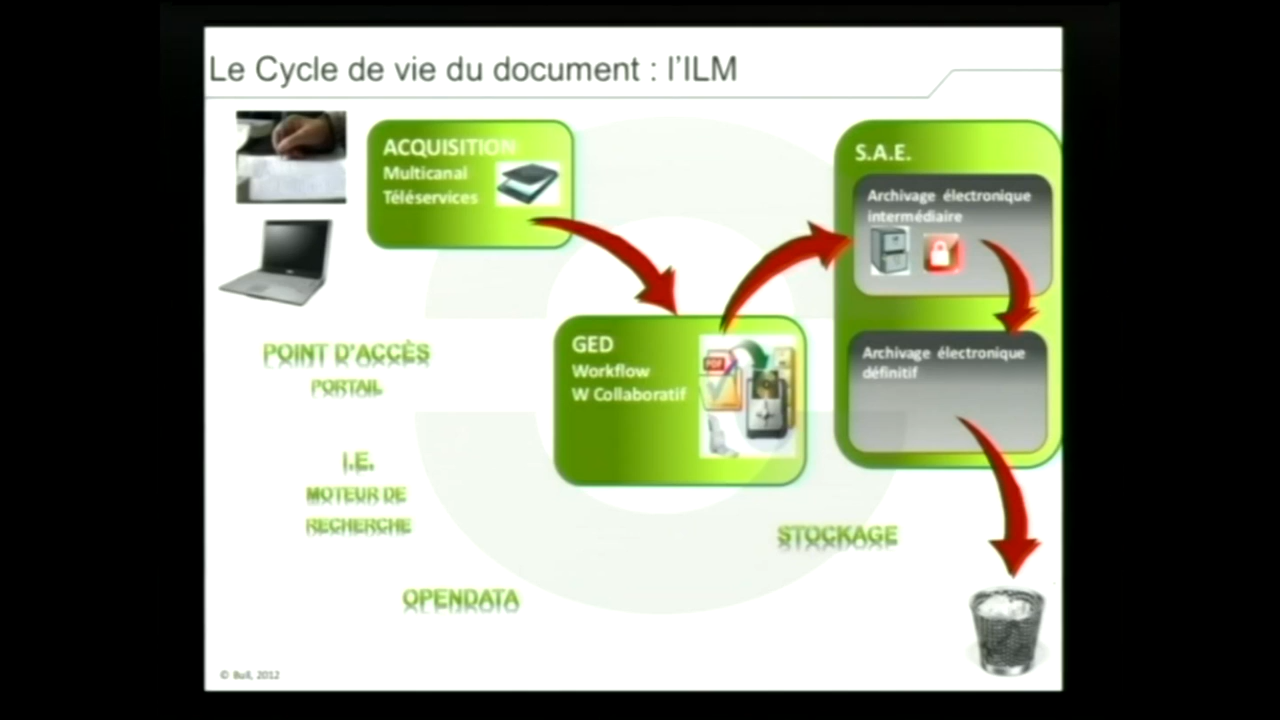 Le Cycle de vie du document : l'ILM
ACQUISITION
Multicanal
Téléservices
S.A.E.
Archivage électronique
intermédiaire
GED
Workflow
W Collaboratif
PDF
Archivage électronique
définitif
POINT D'ACCÈS
PORTAIL
I.E.
MOTEUR DE
RECHERCHE
STOCKAGE
OPENDATA
© Bull, 2012